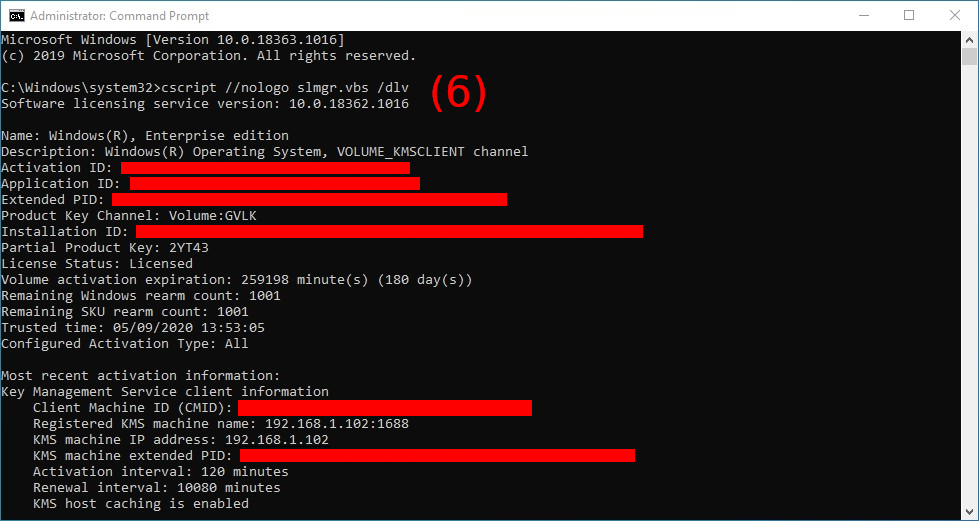 Administrator: Command Prompt
Microsoft Windows [Version 10.0.18363.1016]
(c) 2019 Microsoft Corporation. All rights reserved.
C:\Windows\system32>cscript //nologo slmgr.vbs /dlv (6)
Software licensing service version: 10.0.18362.1016
Name: Windows(R), Enterprise edition
Description: Windows(R) Operating System, VOLUME_KMSCLIENT channel
Activation ID:
Application ID:
Extended PID:
Product Key Channel: Volume:GVLK
Installation ID:
Partial Product Key: 2YT43
License Status: Licensed
Volume activation expiration: 259198 minute(s) (180 day(s))
Remaining Windows rearm count: 1001
Remaining SKU rearm count: 1001
Trusted time: 05/09/2020 13:53:05
Configured Activation Type: All
Most recent activation information:
Key Management Service client information
Client Machine ID (CMID):
Registered KMS machine name: 192.168.1.102:1688
KMS machine IP address: 192.168.1.102
KMS machine extended PID:
Activation interval: 120 minutes
Renewal interval: 10080 minutes
KMS host caching is enabled